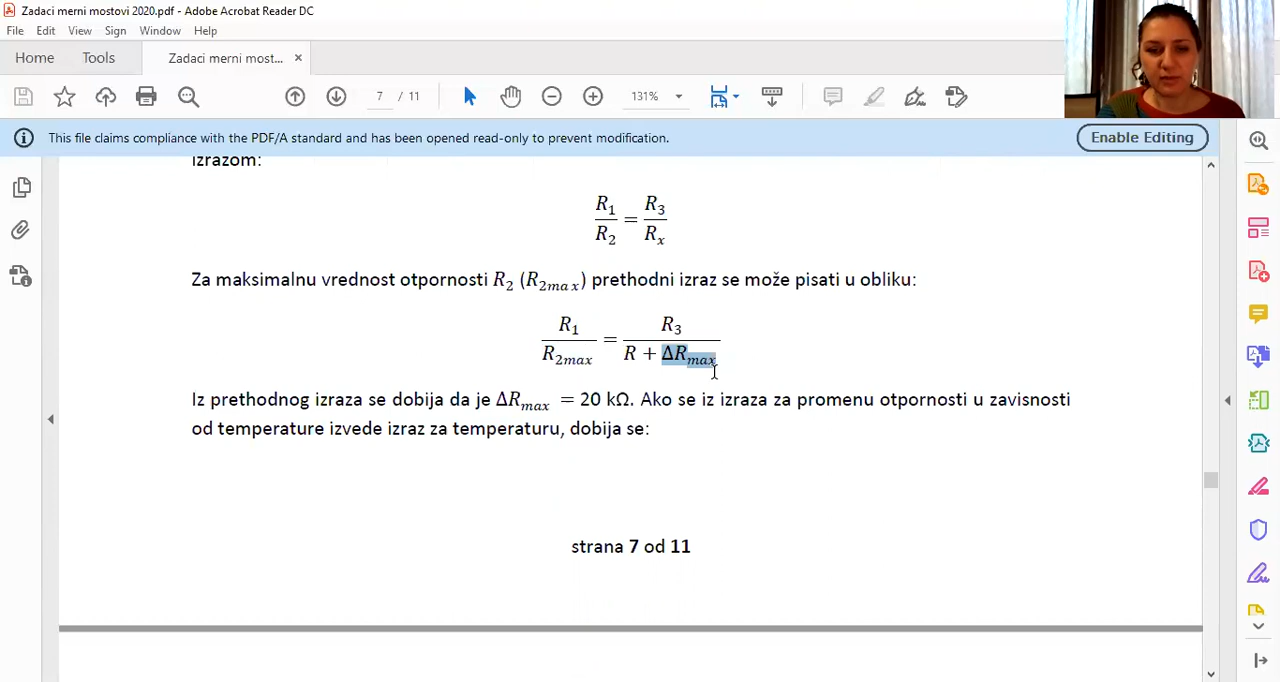 Zadaci merni mostovi 2020.pdf - Adobe Acrobat Reader DC
File Edit View Sign Window Help
Home Tools Zadaci merni most... ×
7 / 11 131%
This file claims compliance with the PDF/A standard and has been opened read-only to prevent modification. Enable Editing
izrazom:
R₁/R₂ = R₃/Rₓ
Za maksimalnu vrednost otpornosti R₂ (R₂ₘₐₓ) prethodni izraz se može pisati u obliku:
R₁/R₂ₘₐₓ = R₃/(R + ΔRₘₐₓ)
Iz prethodnog izraza se dobija da je ΔRₘₐₓ = 20 kΩ. Ako se iz izraza za promenu otpornosti u zavisnosti
od temperature izvede izraz za temperaturu, dobija se:
strana 7 od 11